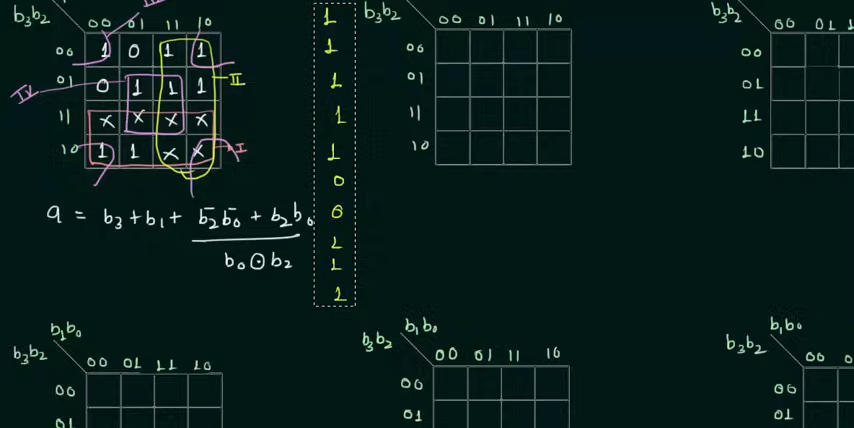 b3b2 00 01 11 10
00 1 0 1 1
01 0 1 1 1
11 x x x x
10 1 1 x x
IV
II
I
a = b̄3 + b1 + b̄2b̄0 + b2b0
b0 ⊙ b2
1
1
1
1
1
0
0
1
1
1
b3b2 00 01 11 10
00
01
11
10
b3b2 00 01 1
00
01
11
10
b1b0
b3b2 00 01 11 10
00
01
b1b0
b3b2 00 01 11 10
00
01
b1b0
b3b2 00 0
00
01